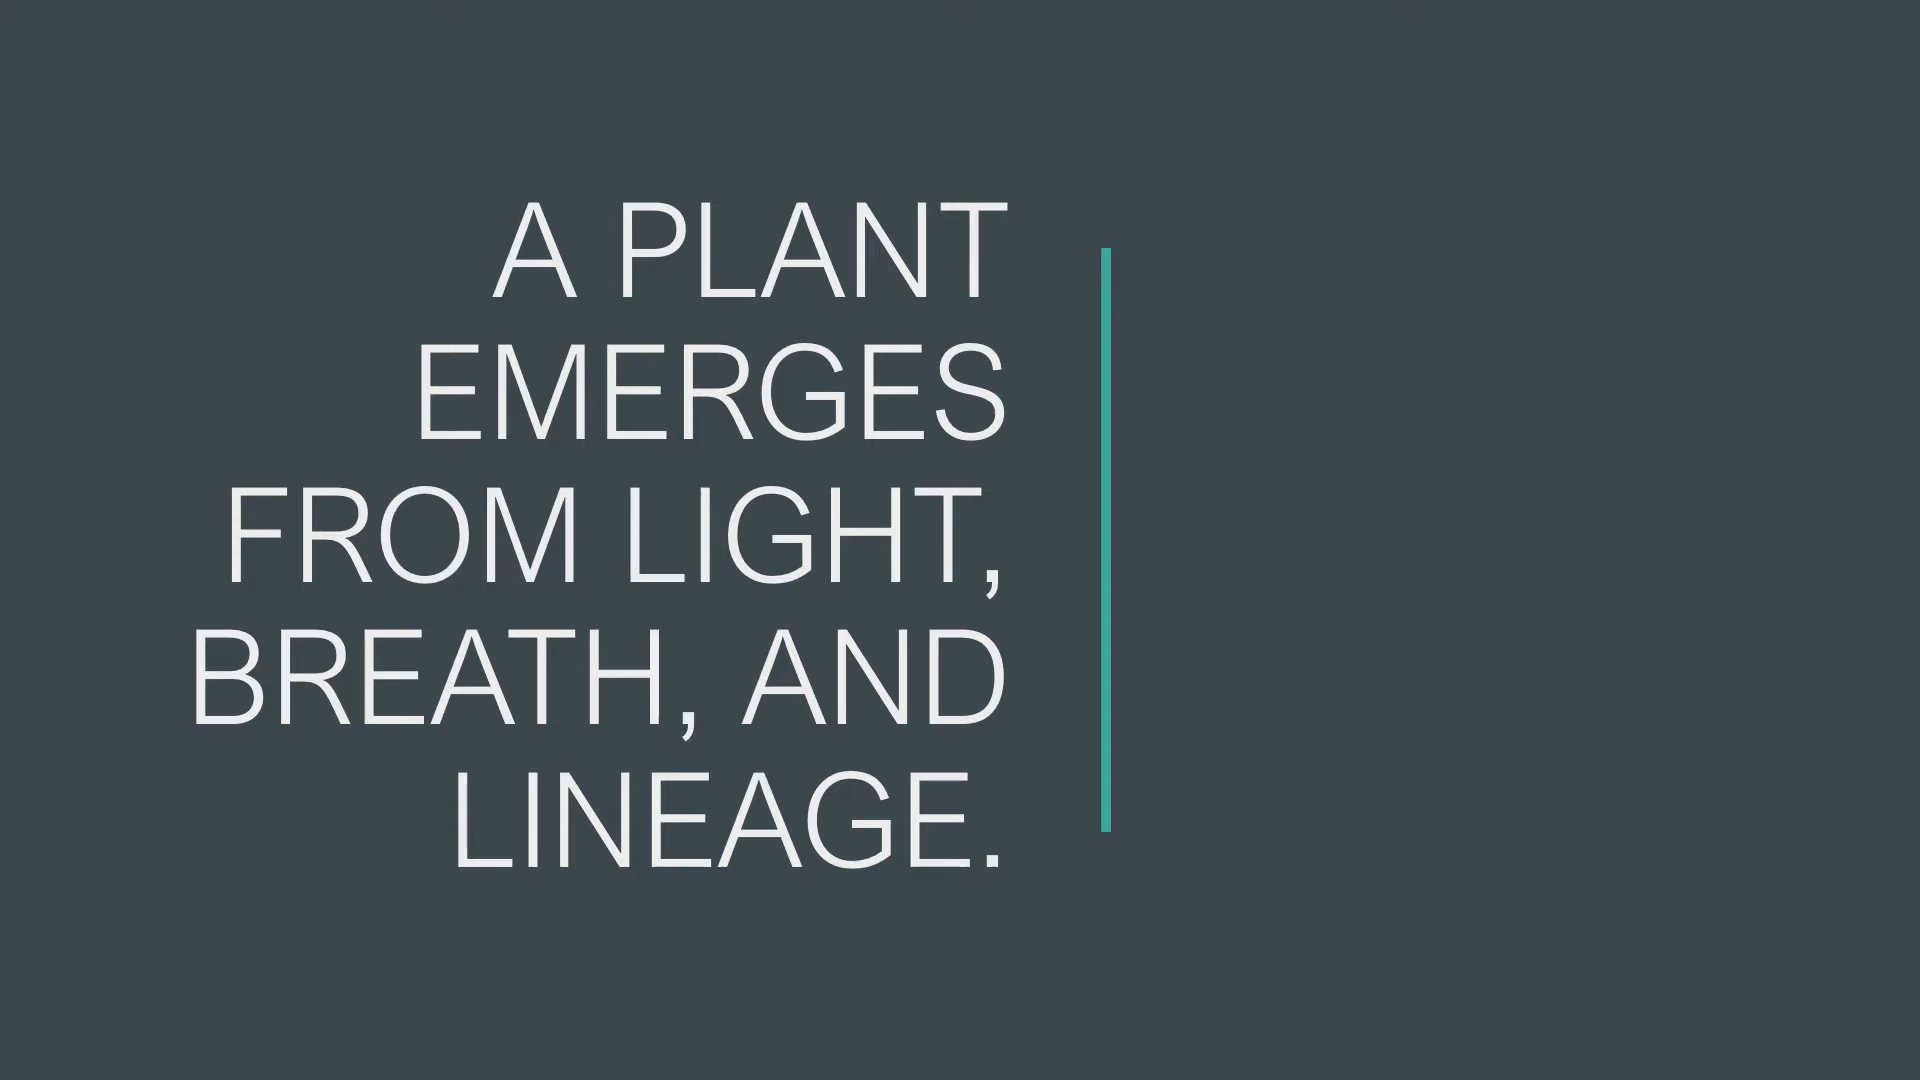 A PLANT
EMERGES
FROM LIGHT,
BREATH, AND
LINEAGE.